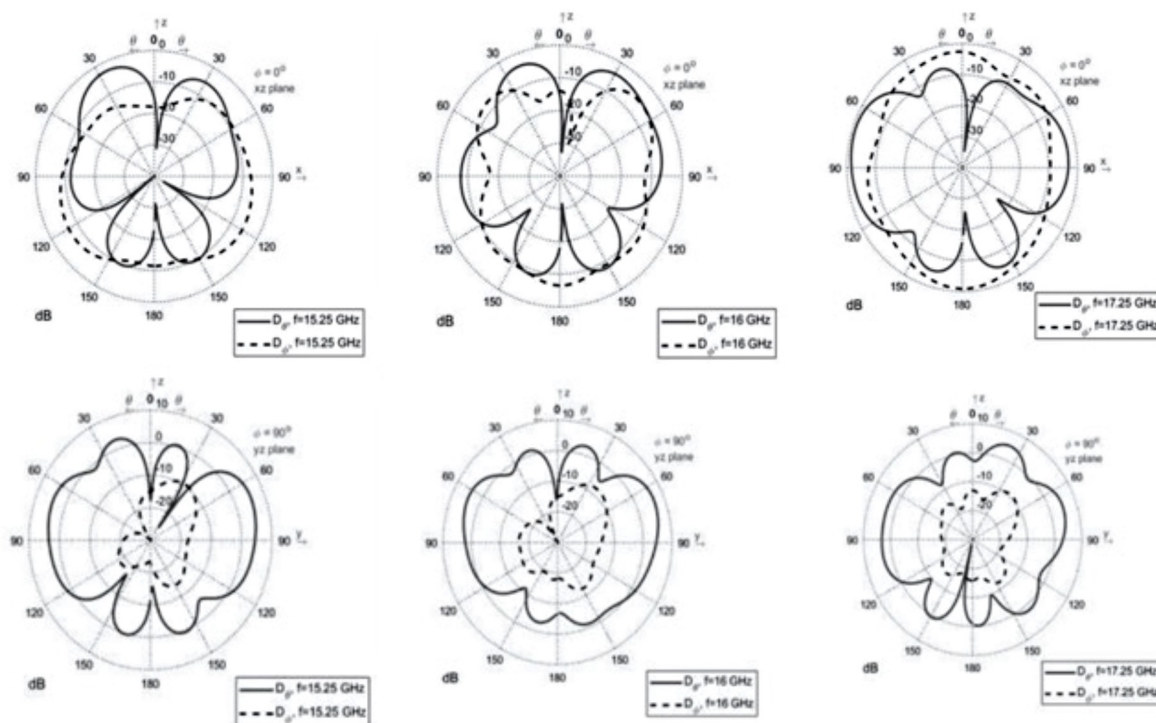 ↑z
θ 0 0 θ
30 30
-10
ϕ = 0°
xz plane
60 60
-20
-30
x
90 90 →
120 120
150 150
180
dB
D_θ, f=15.25 GHz
D_ϕ, f=15.25 GHz
↑z
θ 0 0 θ
30 30
-10
ϕ = 0°
xz plane
60 60
-20
x
90 90 →
120 120
150 150
180
dB
D_θ, f=16 GHz
D_ϕ, f=16 GHz
↑z
θ 0 0 θ
30 30
-10
ϕ = 0°
xz plane
60 60
-30
x
90 90 →
120 120
150 150
180
dB
D_θ, f=17.25 GHz
D_ϕ, f=17.25 GHz
↑z
θ 0 10 θ
30 30
0
ϕ = 90°
yz plane
60 60
-10
-20
y
90 90 →
120 120
150 150
180
dB
D_θ, f=15.25 GHz
D_ϕ, f=15.25 GHz
↑z
θ 0 10 θ
30 30
0
ϕ = 90°
yz plane
60 60
-10
-20
y
90 90 →
120 120
150 150
180
dB
D_θ, f=16 GHz
D_ϕ, f=16 GHz
↑z
θ 0 10 θ
30 30
0
ϕ = 90°
yz plane
60 60
-10
-20
y
90 90 →
120 120
150 150
180
dB
D_θ, f=17.25 GHz
D_ϕ, f=17.25 GHz